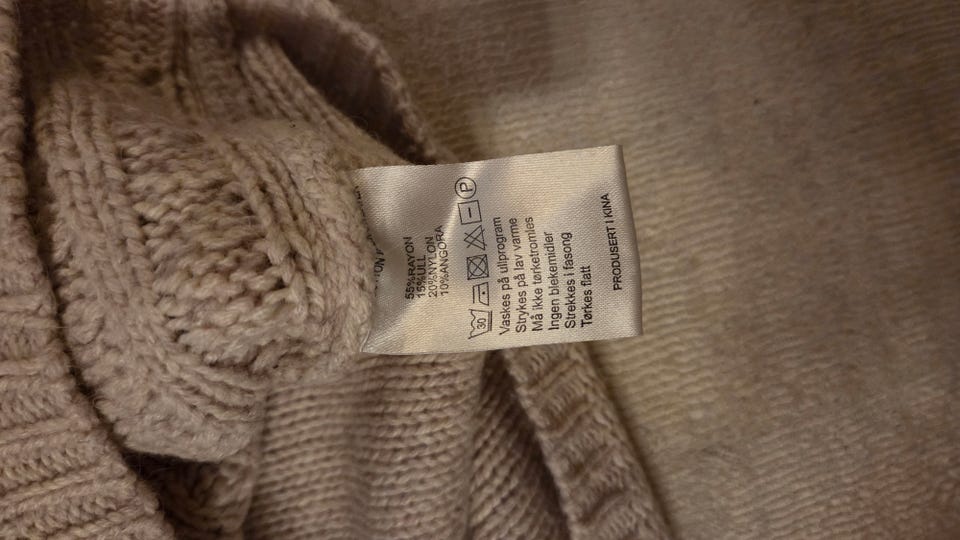 55%RAYON
15%ULL
20%NYLON
10%ANGORA
30
P
Vaskes på ullprogram
Strykes på lav varme
Må ikke tørketromles
Ingen blekemidler
Strekkes i fasong
Tørkes flatt
PRODUSERT I KINA